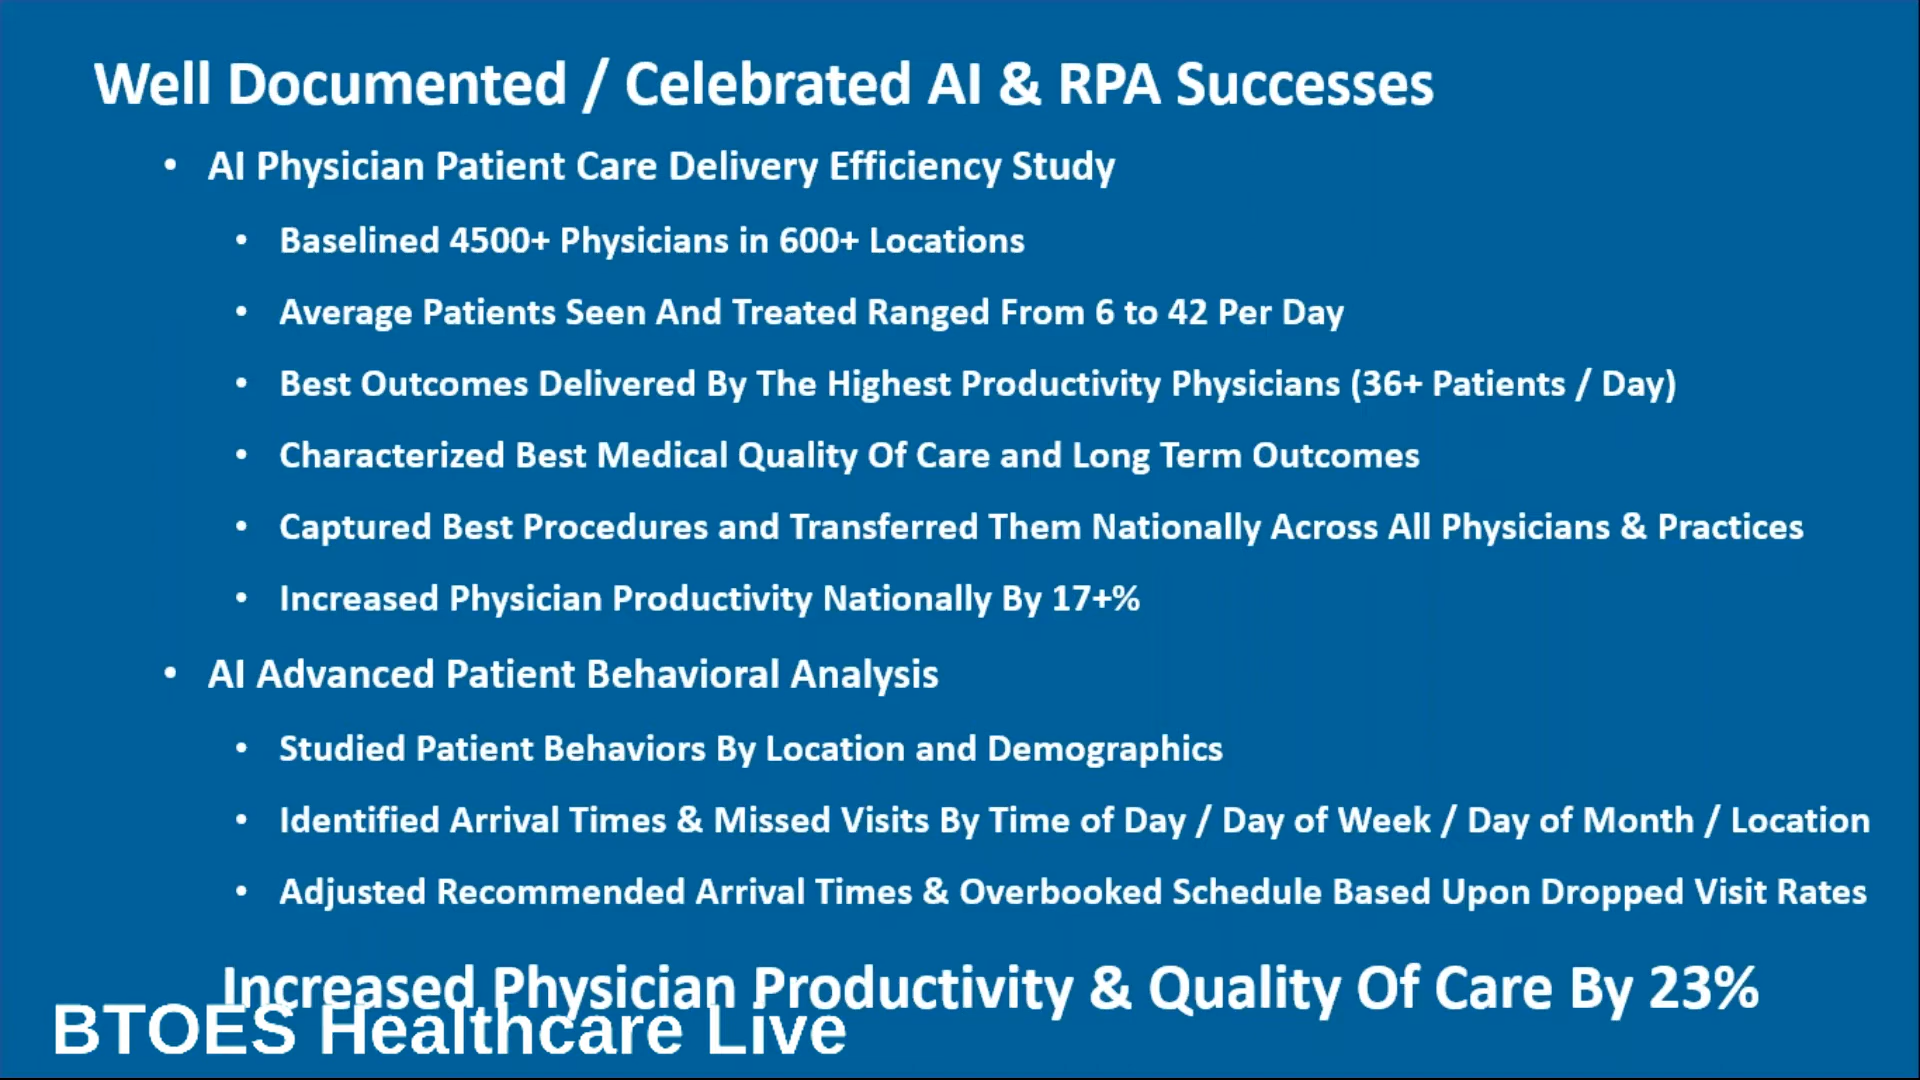 Well Documented / Celebrated AI & RPA Successes
• AI Physician Patient Care Delivery Efficiency Study
• Baselined 4500+ Physicians in 600+ Locations
• Average Patients Seen And Treated Ranged From 6 to 42 Per Day
• Best Outcomes Delivered By The Highest Productivity Physicians (36+ Patients / Day)
• Characterized Best Medical Quality Of Care and Long Term Outcomes
• Captured Best Procedures and Transferred Them Nationally Across All Physicians & Practices
• Increased Physician Productivity Nationally By 17+%
• AI Advanced Patient Behavioral Analysis
• Studied Patient Behaviors By Location and Demographics
• Identified Arrival Times & Missed Visits By Time of Day / Day of Week / Day of Month / Location
• Adjusted Recommended Arrival Times & Overbooked Schedule Based Upon Dropped Visit Rates
Increased Physician Productivity & Quality Of Care By 23%
BTOES Healthcare Live